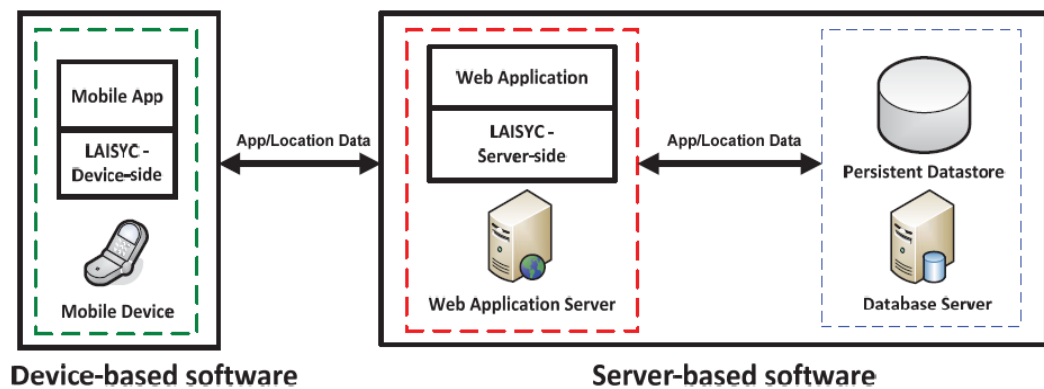 Mobile App
LAISYC -
Device-side
Mobile Device
App/Location Data
Web Application
LAISYC -
Server-side
Web Application Server
App/Location Data
Persistent Datastore
Database Server
Device-based software
Server-based software